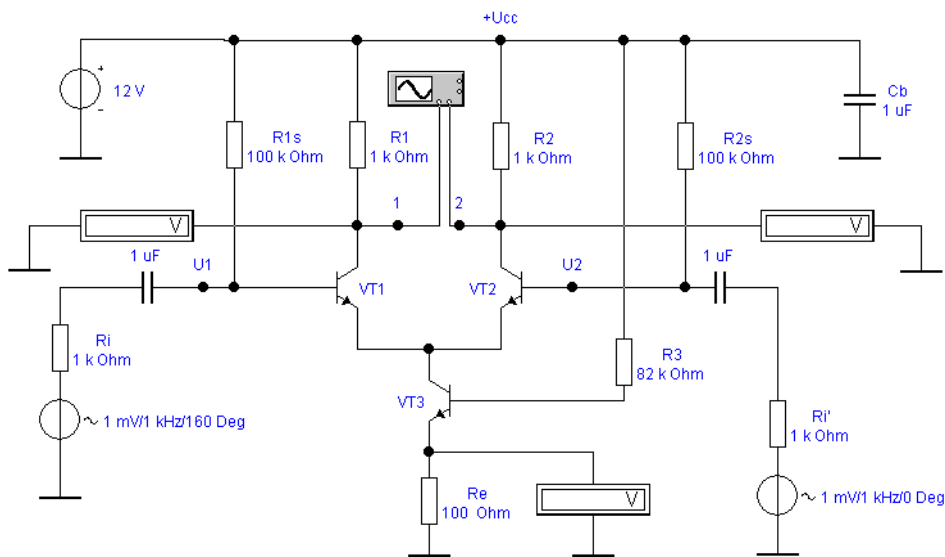 +Ucc
12 V
+
-
R1s
100 k Ohm
R1
1 k Ohm
R2
1 k Ohm
R2s
100 k Ohm
Cb
1 uF
V
1
2
V
1 uF
U1
VT1
VT2
U2
1 uF
Ri
1 k Ohm
R3
82 k Ohm
VT3
1 mV/1 kHz/160 Deg
Ri'
1 k Ohm
Re
100 Ohm
V
1 mV/1 kHz/0 Deg